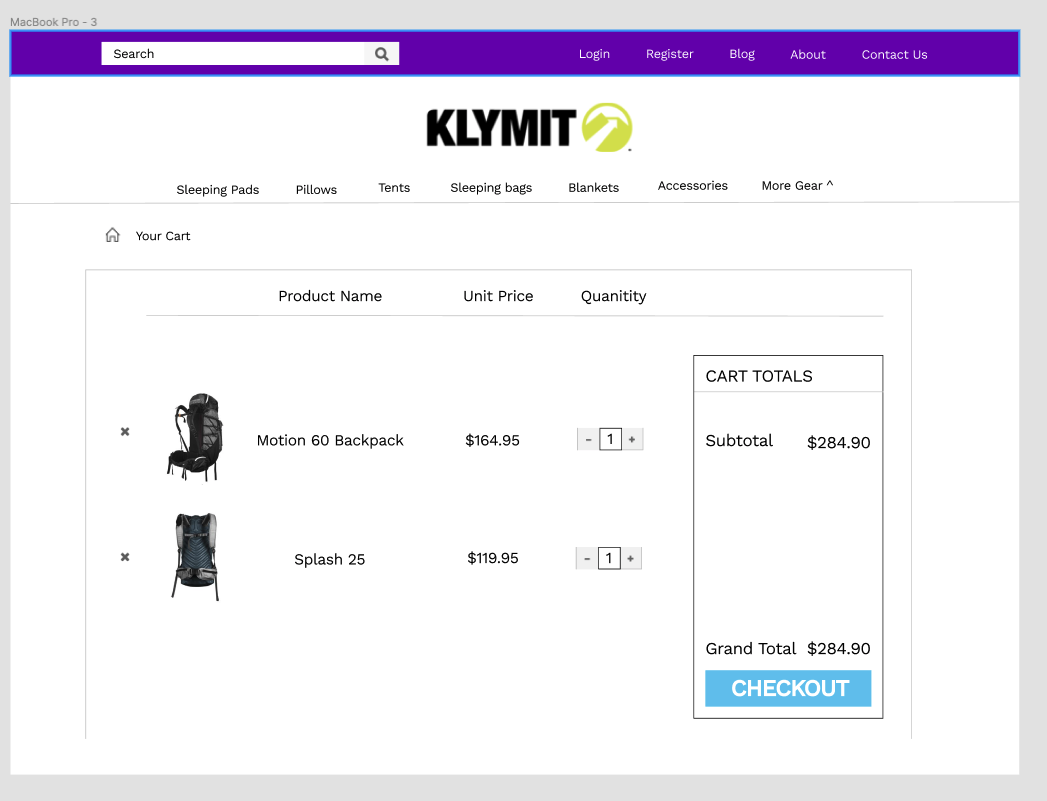 MacBook Pro - 3
Search
Login Register Blog About Contact Us
KLYMIT
Sleeping Pads Pillows Tents Sleeping bags Blankets Accessories More Gear ^
Your Cart
Product Name Unit Price Quanitity
CART TOTALS
Motion 60 Backpack $164.95 - 1 +
Subtotal $284.90
Splash 25 $119.95 - 1 +
Grand Total $284.90
CHECKOUT